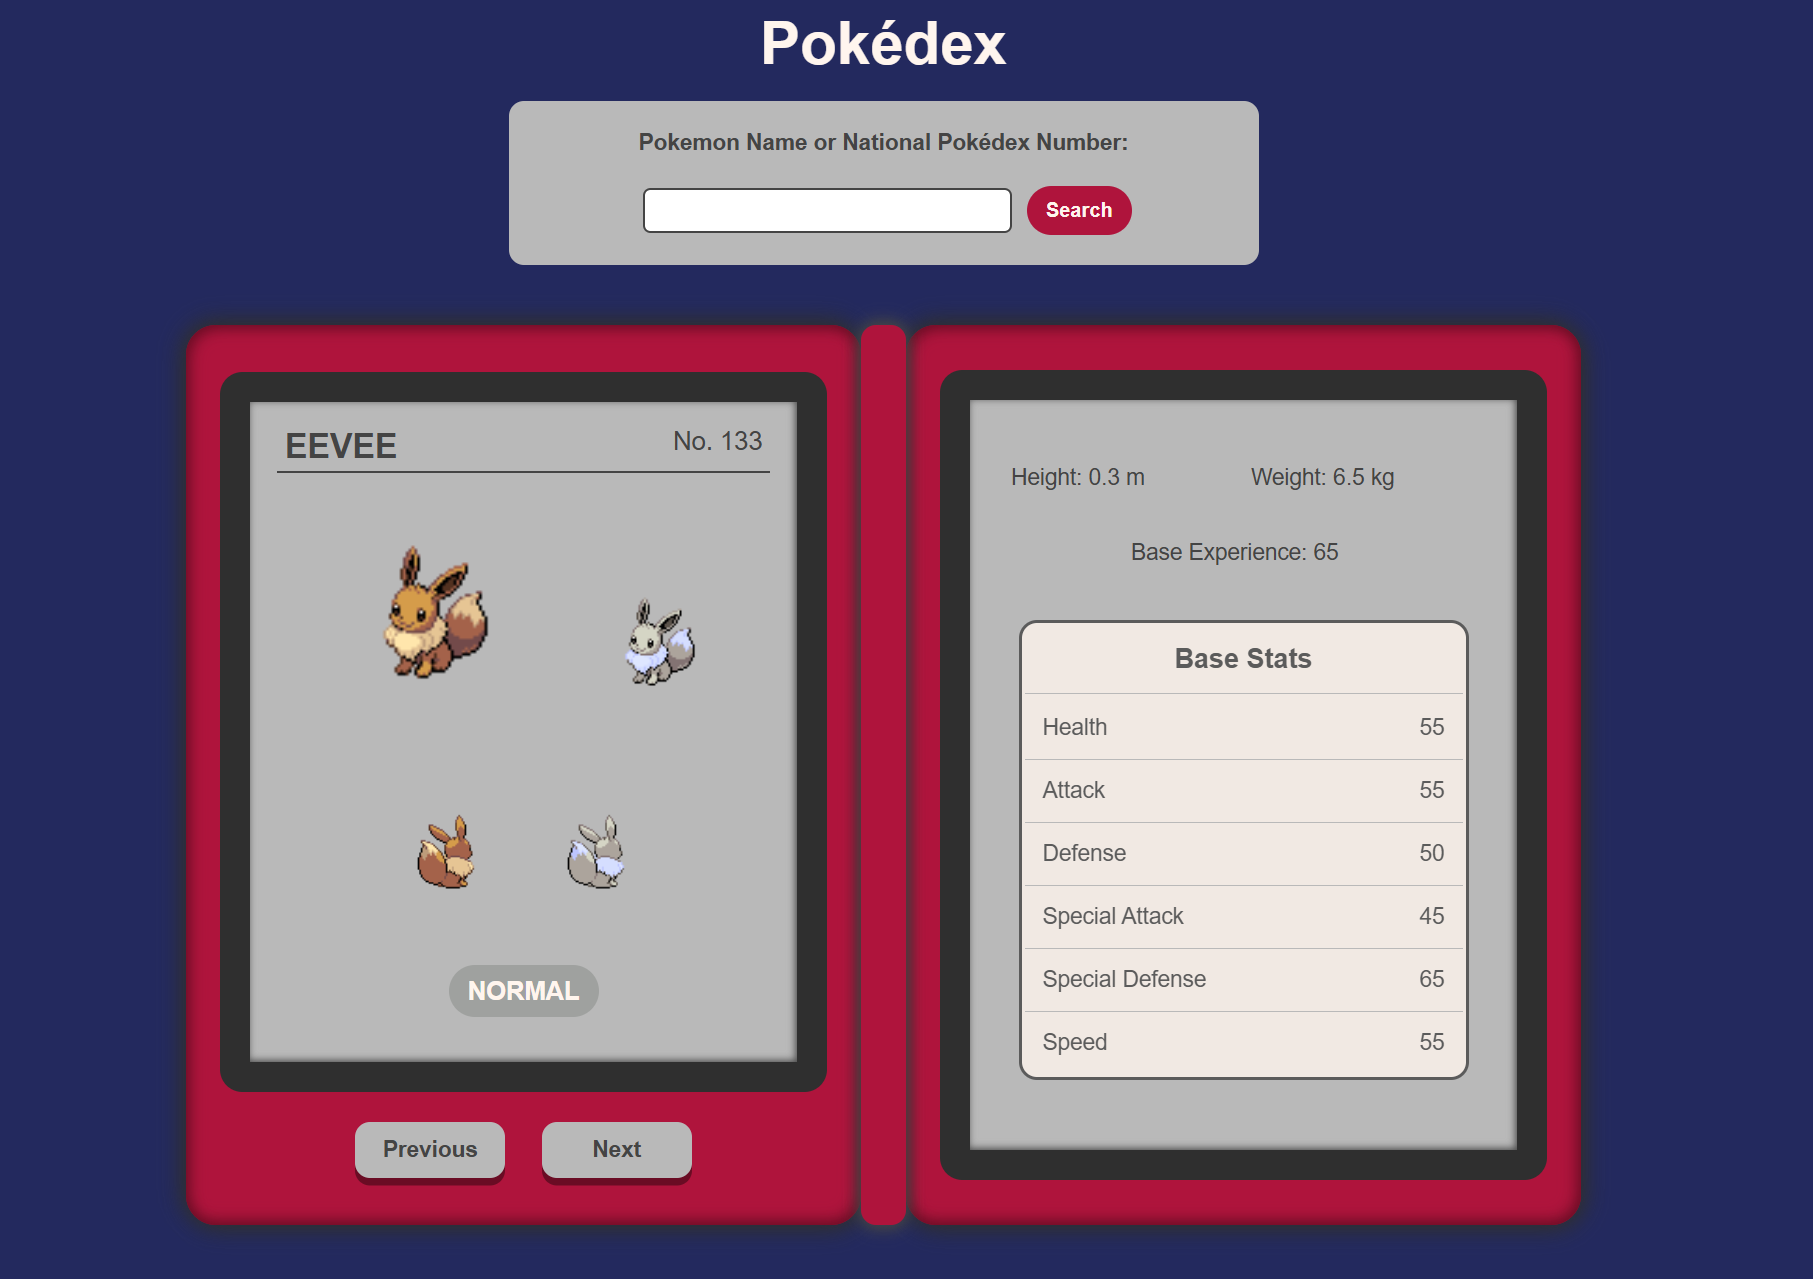 Pokédex
Pokemon Name or National Pokédex Number:
Search
EEVEE No. 133
NORMAL
Previous Next
Height: 0.3 m Weight: 6.5 kg
Base Experience: 65
Base Stats
Health 55
Attack 55
Defense 50
Special Attack 45
Special Defense 65
Speed 55